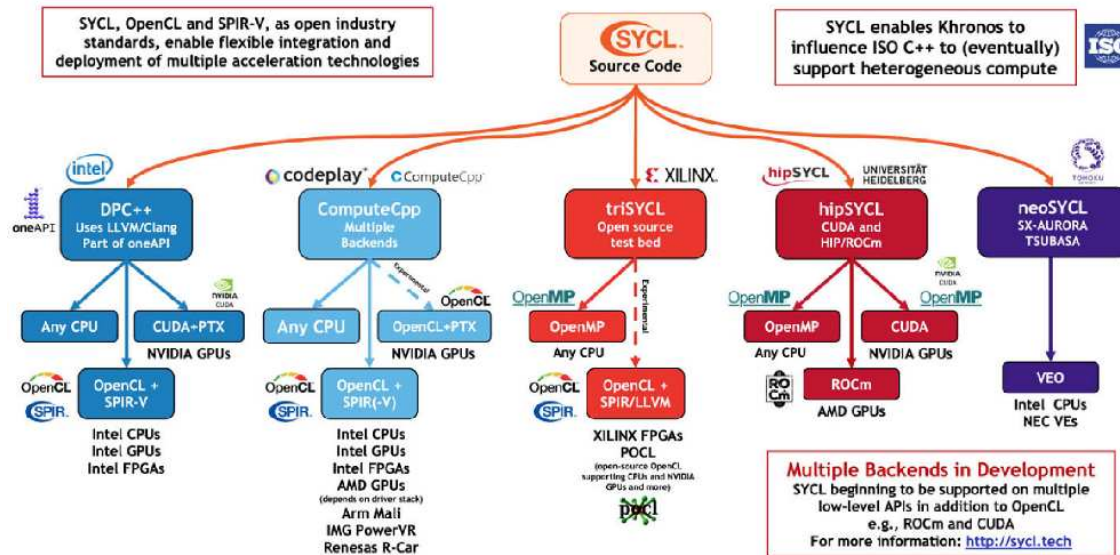 SYCL, OpenCL and SPIR-V, as open industry
standards, enable flexible integration and
deployment of multiple acceleration technologies
SYCL™
Source Code
SYCL enables Khronos to
influence ISO C++ to (eventually)
support heterogeneous compute
ISO
intel
oneAPI
DPC++
Uses LLVM/Clang
Part of oneAPI
NVIDIA
CUDA
Any CPU
CUDA+PTX
NVIDIA GPUs
OpenCL
SPIR
OpenCL +
SPIR-V
Intel CPUs
Intel GPUs
Intel FPGAs
codeplay
ComputeCpp
ComputeCpp
Multiple
Backends
Experimental
OpenCL
Any CPU
OpenCL+PTX
NVIDIA GPUs
OpenCL
SPIR
OpenCL +
SPIR(-V)
Intel CPUs
Intel GPUs
Intel FPGAs
AMD GPUs
(depends on driver stack)
Arm Mali
IMG PowerVR
Renesas R-Car
XILINX
triSYCL
Open source
test bed
Experimental
OpenMP
OpenMP
Any CPU
OpenCL
SPIR
OpenCL +
SPIR/LLVM
XILINX FPGAs
POCL
(open-source OpenCL
supporting CPUs and NVIDIA
GPUs and more)
pocl
hipSYCL
UNIVERSITÄT
HEIDELBERG
hipSYCL
CUDA and
HIP/ROCm
NVIDIA
CUDA
OpenMP
OpenMP
OpenMP
CUDA
Any CPU
NVIDIA GPUs
ROCm
ROCm
AMD GPUs
TOHOKU
neoSYCL
SX-AURORA
TSUBASA
VEO
Intel CPUs
NEC VEs
Multiple Backends in Development
SYCL beginning to be supported on multiple
low-level APIs in addition to OpenCL
e.g., ROCm and CUDA
For more information: http://sycl.tech